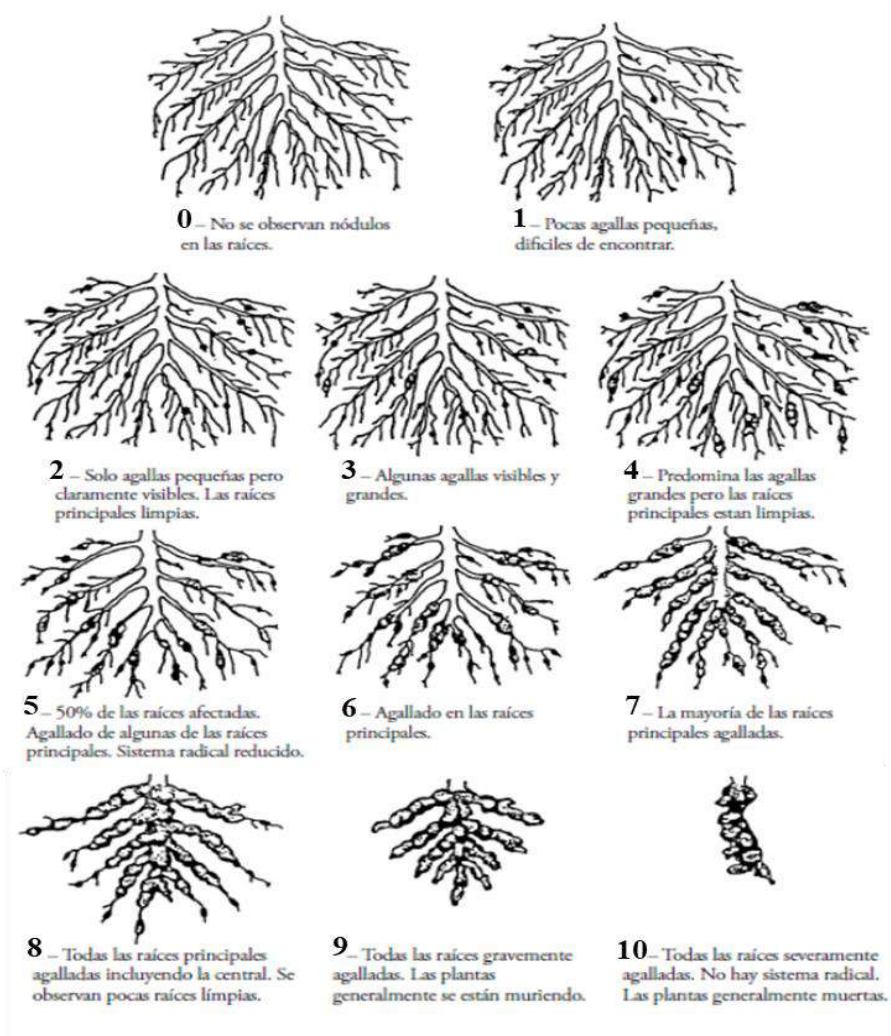 0 – No se observan nódulos
en las raíces.
1 – Pocas agallas pequeñas,
dificiles de encontrar.
2 – Solo agallas pequeñas pero
claramente visibles. Las raíces
principales limpias.
3 – Algunas agallas visibles y
grandes.
4 – Predomina las agallas
grandes pero las raíces
principales estan limpias.
5 – 50% de las raíces afectadas.
Agallado de algunas de las raíces
principales. Sistema radical reducido.
6 – Agallado en las raíces
principales.
7 – La mayoría de las raíces
principales agalladas.
8 – Todas las raíces principales
agalladas incluyendo la central. Se
observan pocas raíces límpias.
9 – Todas las raíces gravemente
agalladas. Las plantas
generalmente se están muriendo.
10 – Todas las raíces severamente
agalladas. No hay sistema radical.
Las plantas generalmente muertas.